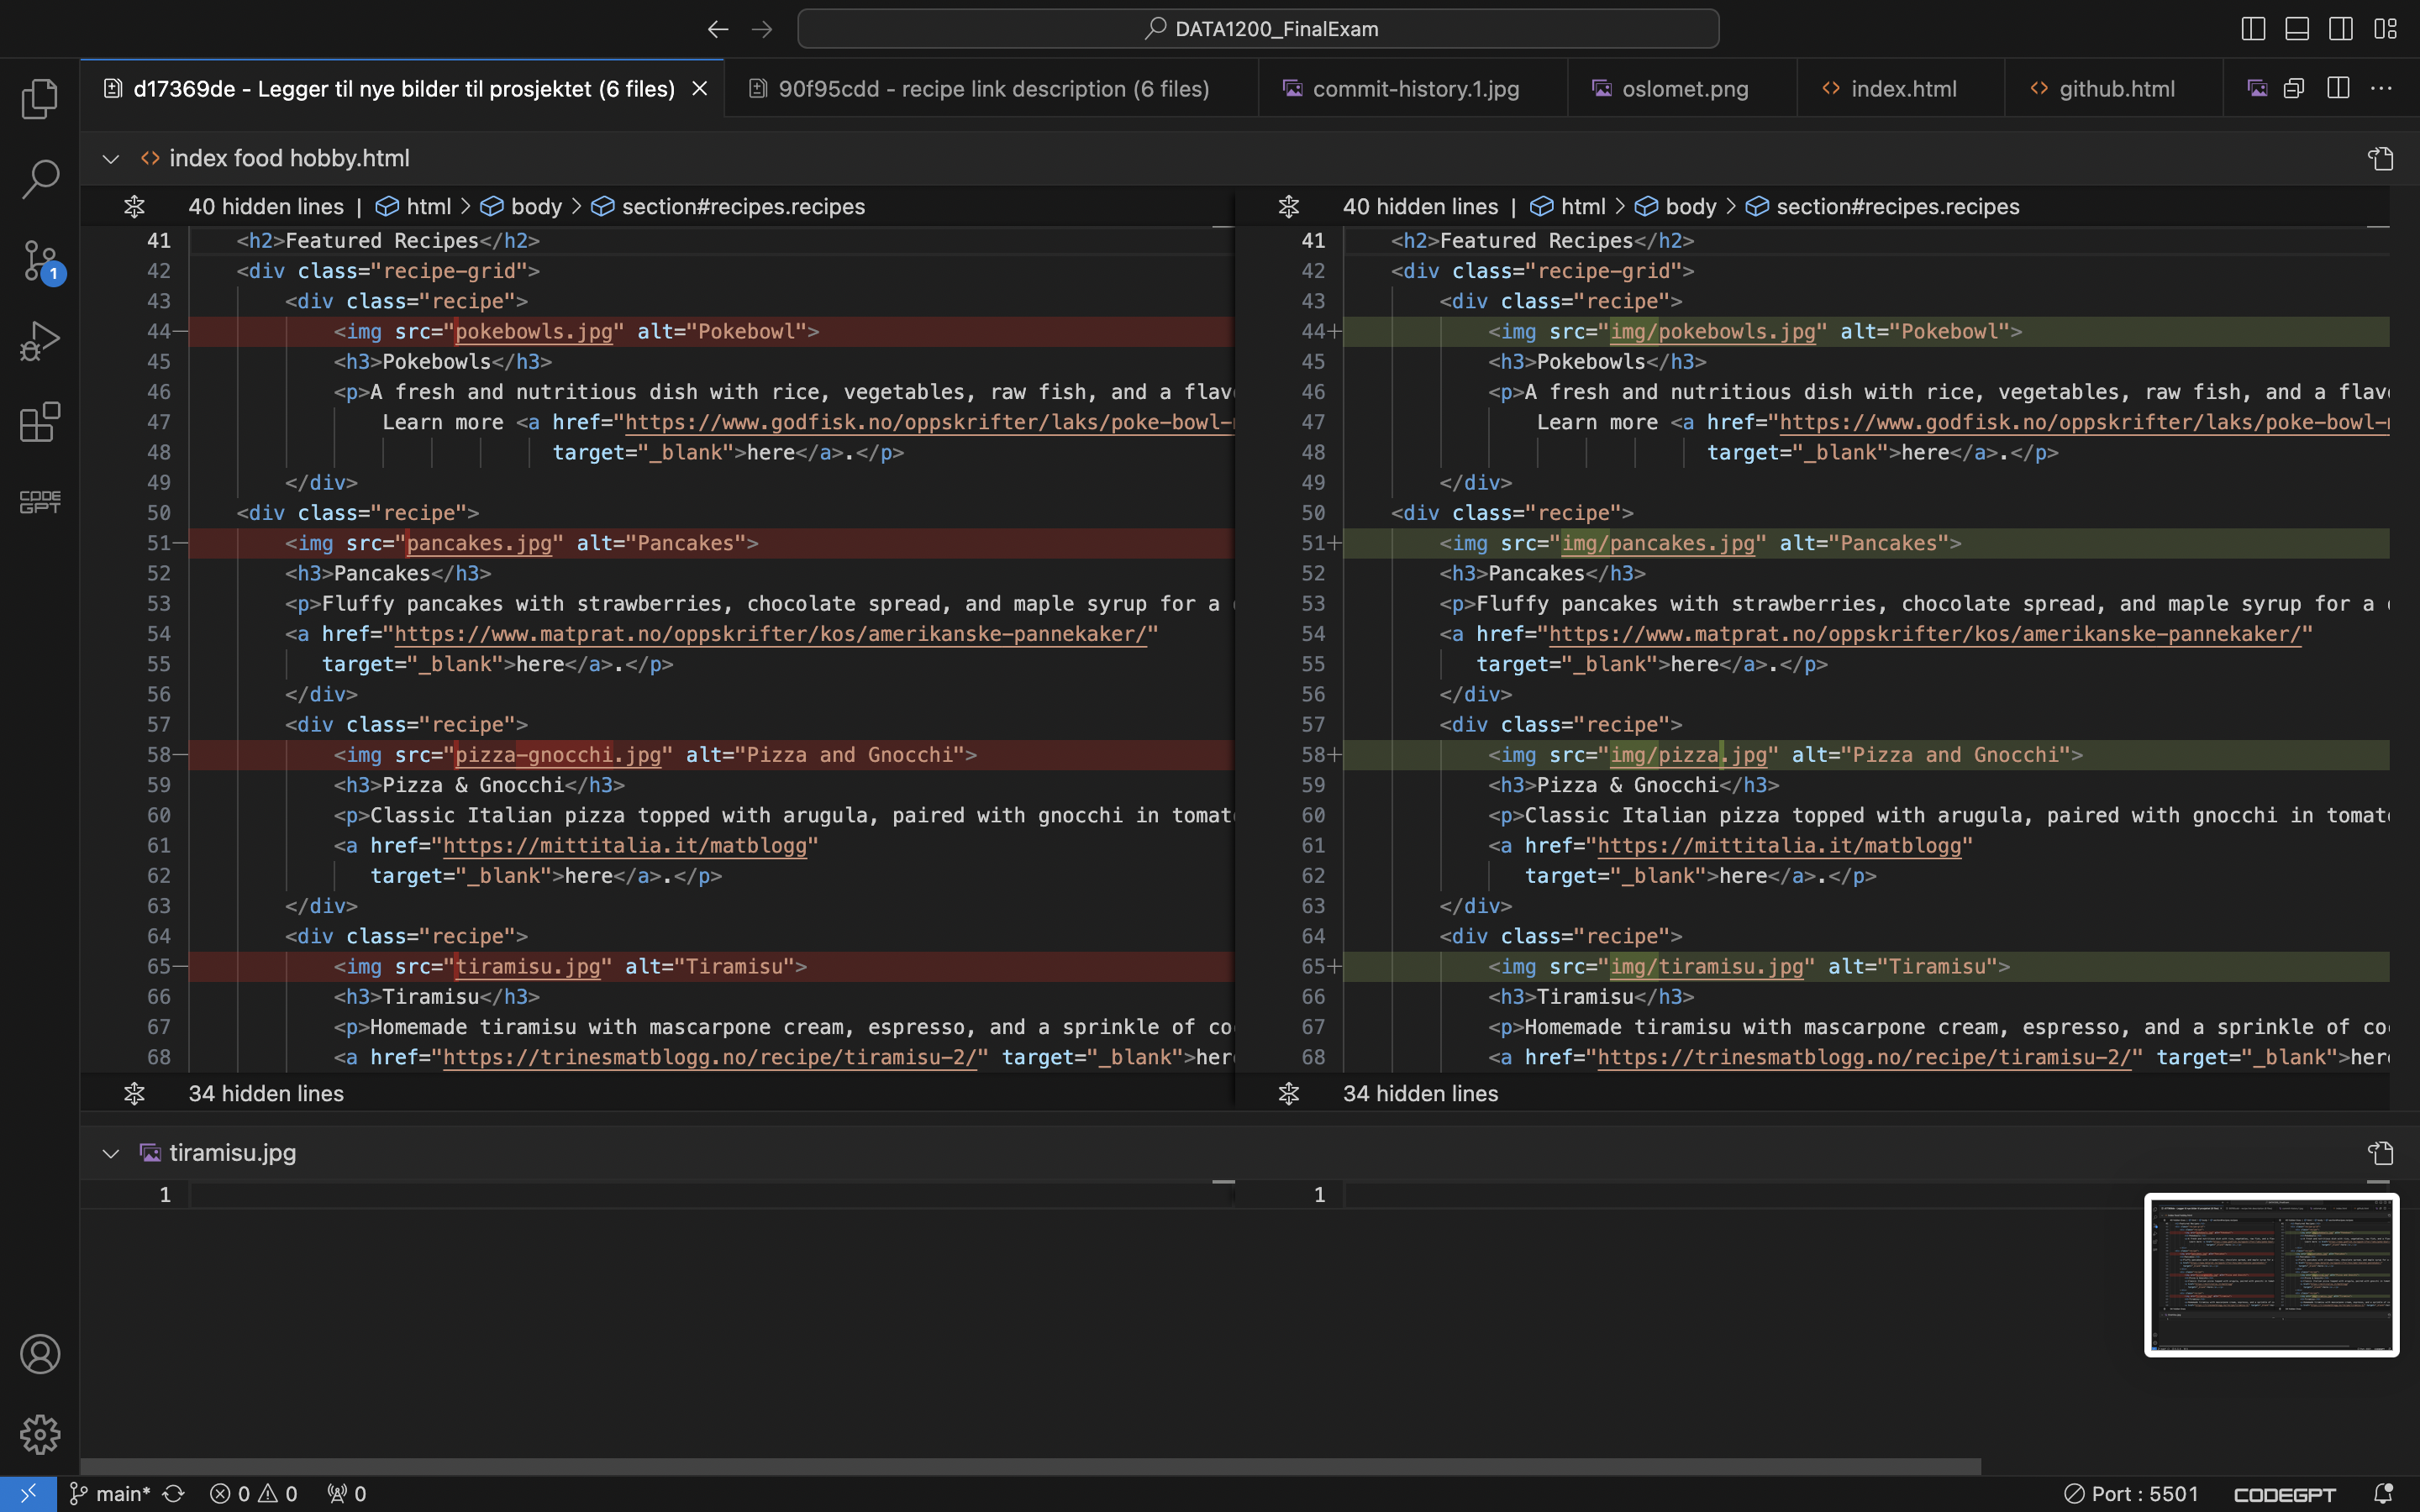 DATA1200_FinalExam
d17369de - Legger til nye bilder til prosjektet (6 files)
90f95cdd - recipe link description (6 files)
commit-history.1.jpg
oslomet.png
index.html
github.html
index food hobby.html
40 hidden lines | html > body > section#recipes.recipes
41 <h2>Featured Recipes</h2>
42 <div class="recipe-grid">
43 <div class="recipe">
44 <img src="pokebowls.jpg" alt="Pokebowl">
45 <h3>Pokebowls</h3>
46 <p>A fresh and nutritious dish with rice, vegetables, raw fish, and a flav
47 Learn more <a href="https://www.godfisk.no/oppskrifter/laks/poke-bowl-
48 target="_blank">here</a>.</p>
49 </div>
50 <div class="recipe">
51 <img src="pancakes.jpg" alt="Pancakes">
52 <h3>Pancakes</h3>
53 <p>Fluffy pancakes with strawberries, chocolate spread, and maple syrup for a
54 <a href="https://www.matprat.no/oppskrifter/kos/amerikanske-pannekaker/"
55 target="_blank">here</a>.</p>
56 </div>
57 <div class="recipe">
58 <img src="pizza-gnocchi.jpg" alt="Pizza and Gnocchi">
59 <h3>Pizza & Gnocchi</h3>
60 <p>Classic Italian pizza topped with arugula, paired with gnocchi in tomat
61 <a href="https://mittitalia.it/matblogg"
62 target="_blank">here</a>.</p>
63 </div>
64 <div class="recipe">
65 <img src="tiramisu.jpg" alt="Tiramisu">
66 <h3>Tiramisu</h3>
67 <p>Homemade tiramisu with mascarpone cream, espresso, and a sprinkle of co
68 <a href="https://trinesmatblogg.no/recipe/tiramisu-2/" target="_blank">her
34 hidden lines
40 hidden lines | html > body > section#recipes.recipes
41 <h2>Featured Recipes</h2>
42 <div class="recipe-grid">
43 <div class="recipe">
44+ <img src="img/pokebowls.jpg" alt="Pokebowl">
45 <h3>Pokebowls</h3>
46 <p>A fresh and nutritious dish with rice, vegetables, raw fish, and a flav
47 Learn more <a href="https://www.godfisk.no/oppskrifter/laks/poke-bowl-
48 target="_blank">here</a>.</p>
49 </div>
50 <div class="recipe">
51+ <img src="img/pancakes.jpg" alt="Pancakes">
52 <h3>Pancakes</h3>
53 <p>Fluffy pancakes with strawberries, chocolate spread, and maple syrup for a
54 <a href="https://www.matprat.no/oppskrifter/kos/amerikanske-pannekaker/"
55 target="_blank">here</a>.</p>
56 </div>
57 <div class="recipe">
58+ <img src="img/pizza.jpg" alt="Pizza and Gnocchi">
59 <h3>Pizza & Gnocchi</h3>
60 <p>Classic Italian pizza topped with arugula, paired with gnocchi in tomat
61 <a href="https://mittitalia.it/matblogg"
62 target="_blank">here</a>.</p>
63 </div>
64 <div class="recipe">
65+ <img src="img/tiramisu.jpg" alt="Tiramisu">
66 <h3>Tiramisu</h3>
67 <p>Homemade tiramisu with mascarpone cream, espresso, and a sprinkle of co
68 <a href="https://trinesmatblogg.no/recipe/tiramisu-2/" target="_blank">her
34 hidden lines
tiramisu.jpg
1
1
1
CODE
GPT
main* 0 0 0
Port : 5501
CODEGPT